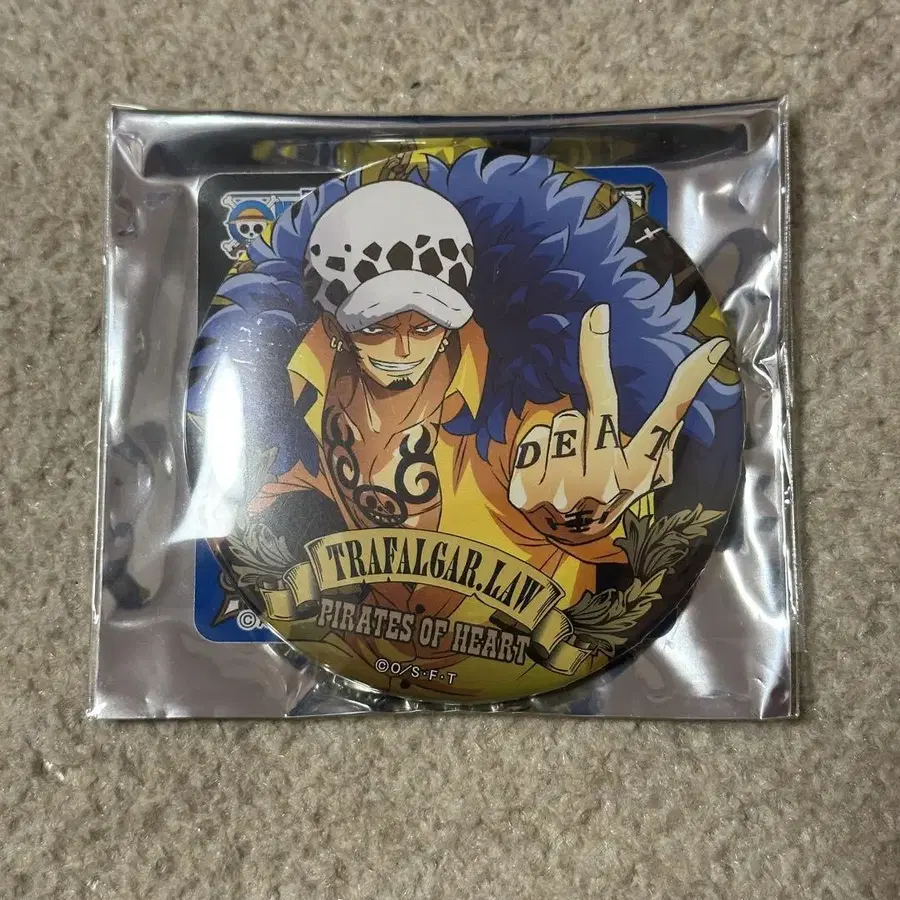 DEAT
TRAFALGAR.LAW
PIRATES OF HEART
©O/S·F·T